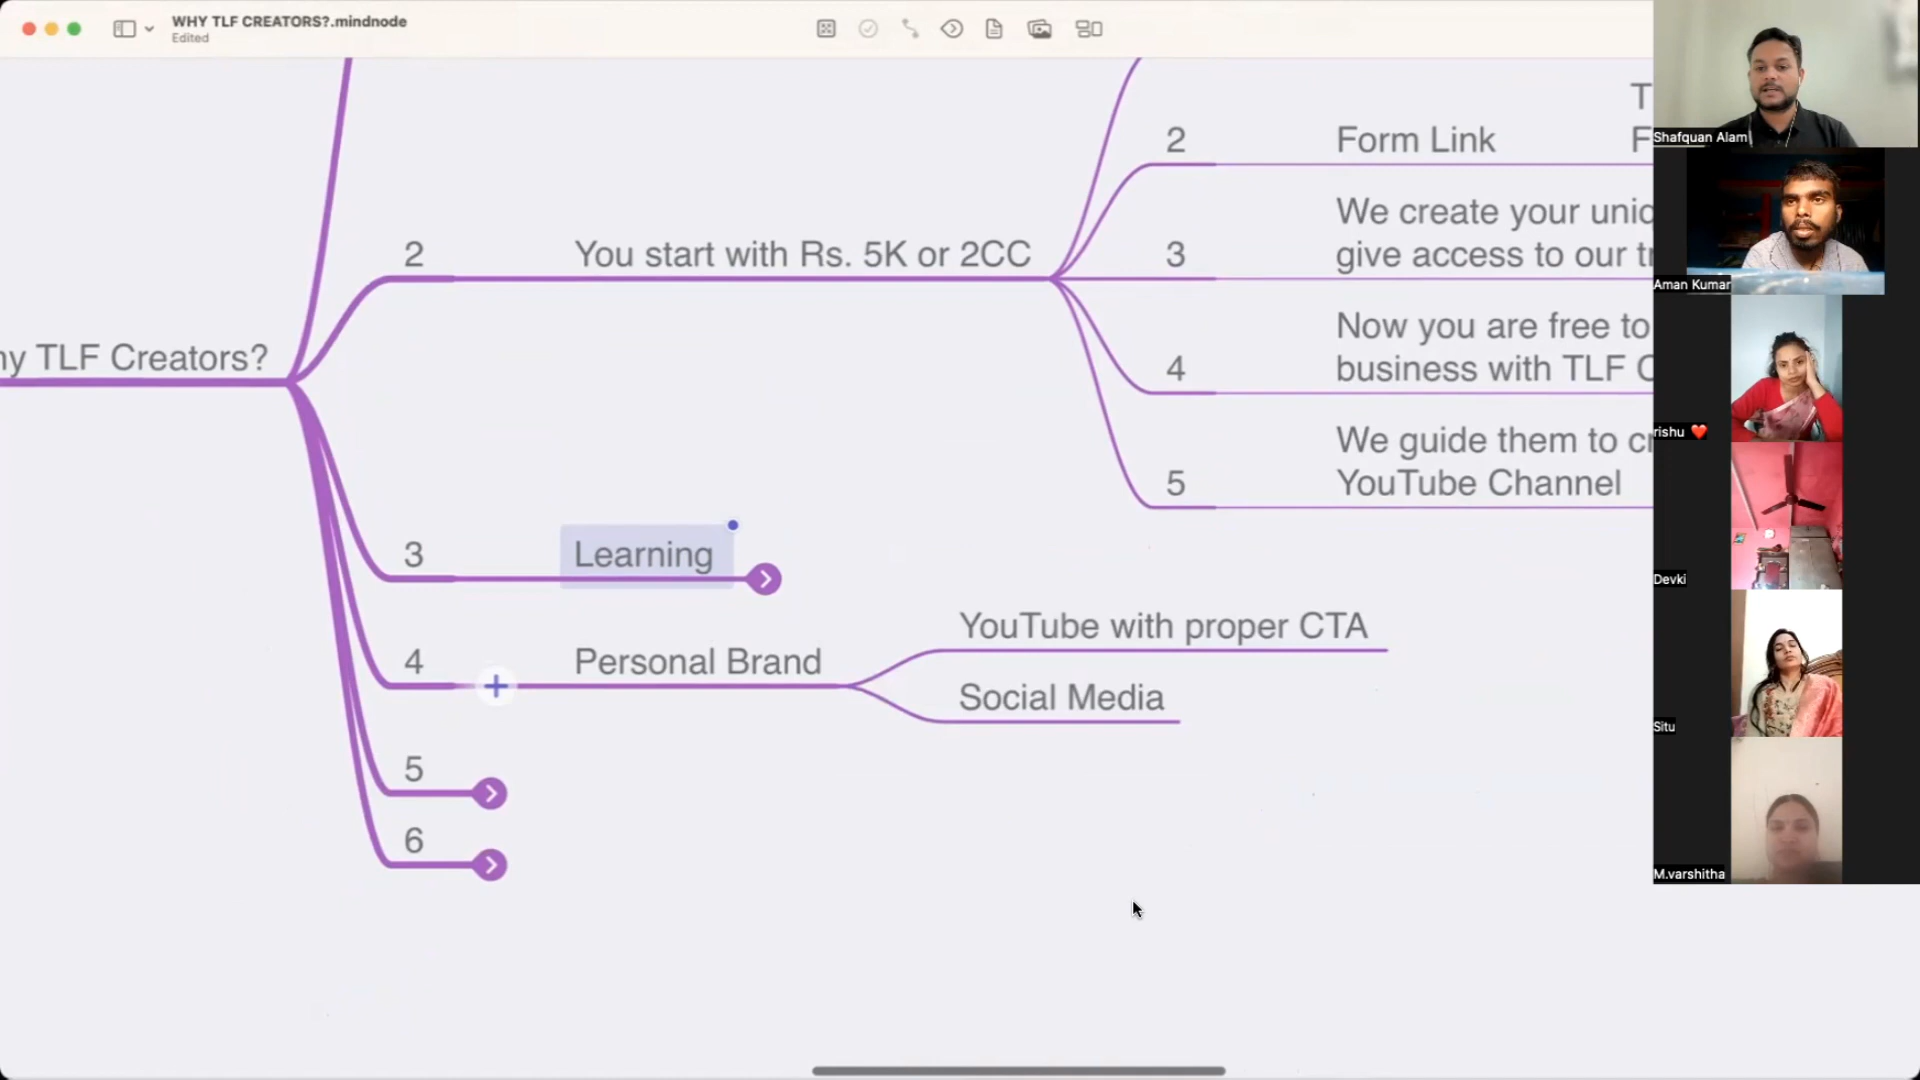 WHY TLF CREATORS?.mindnode
Edited
2
Form Link
We create your
give access to our
3
2
You start with Rs. 5K or 2CC
Now you are free to
business with TLF
4
TLF Creators?
We guide them to
YouTube Channel
5
3
Learning
YouTube with proper CTA
4
Personal Brand
Social Media
5
6
Shafquan Alam
Aman Kumar
rishu ❤️
Devki
Situ
M.varshitha